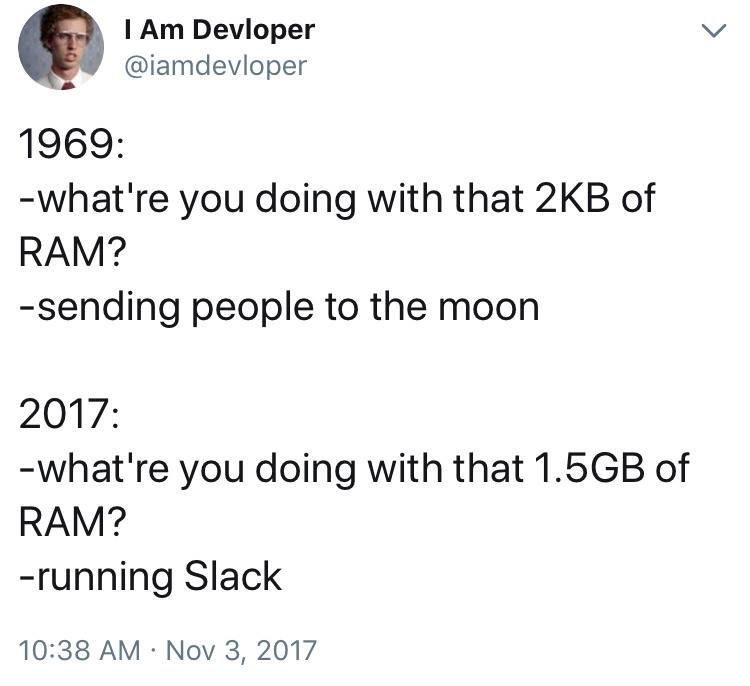 I Am Devloper
@iamdevloper
1969:
-what're you doing with that 2KB of
RAM?
-sending people to the moon
2017:
-what're you doing with that 1.5GB of
RAM?
-running Slack
10:38 AM · Nov 3, 2017